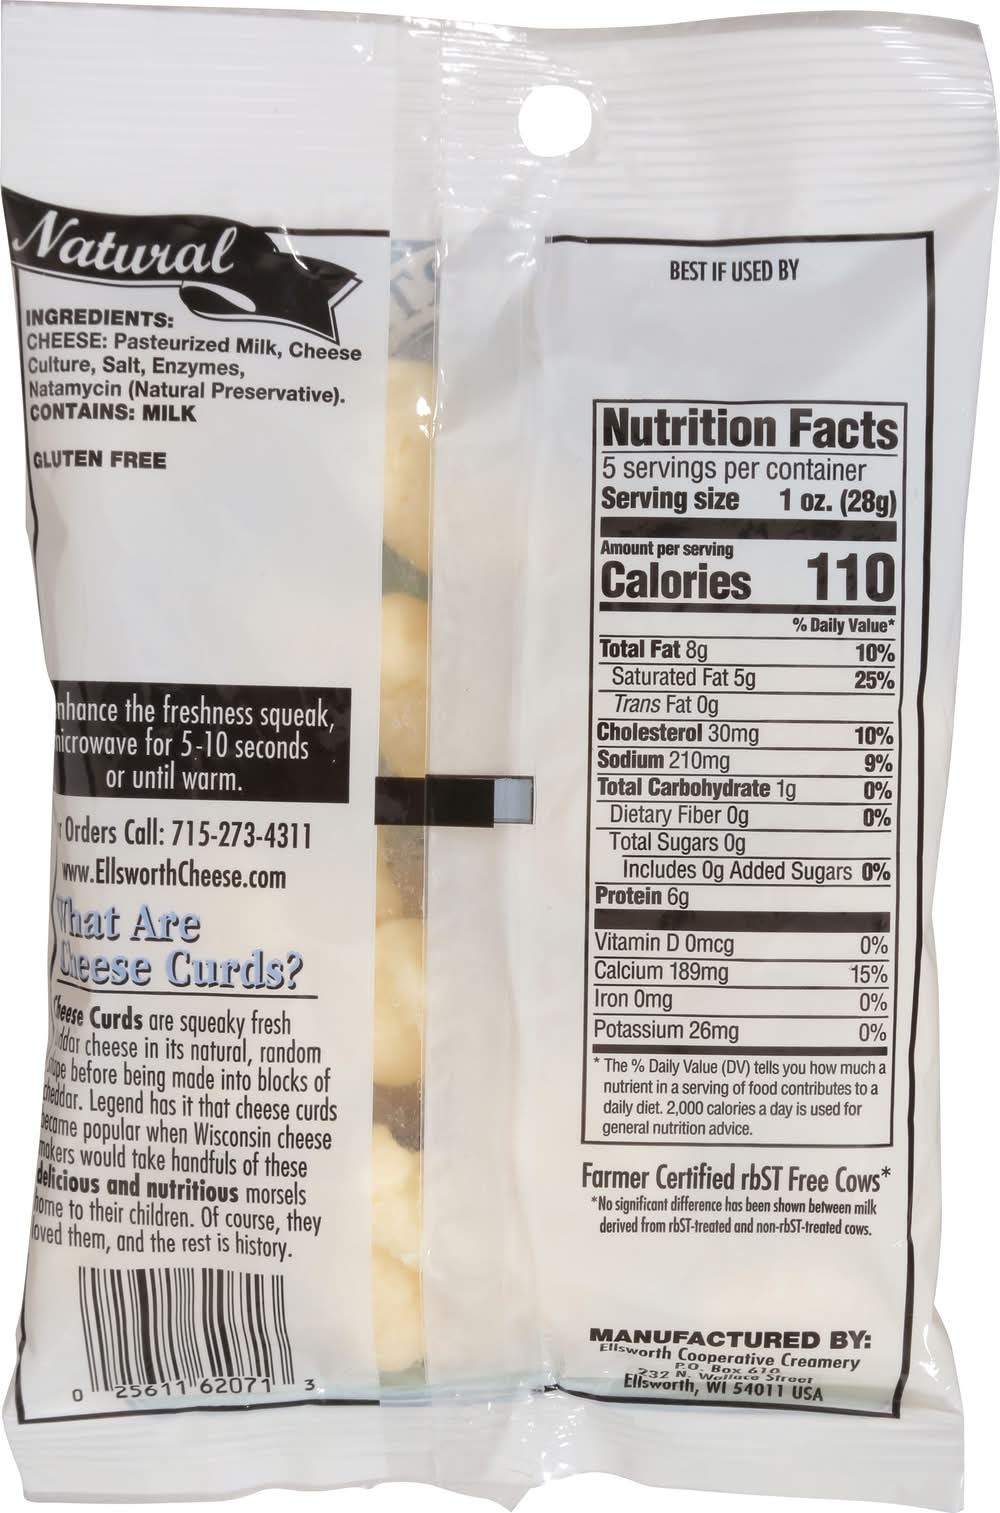 Natural
INGREDIENTS:
CHEESE: Pasteurized Milk, Cheese
Culture, Salt, Enzymes,
Natamycin (Natural Preservative).
CONTAINS: MILK
GLUTEN FREE
nhance the freshness squeak,
microwave for 5-10 seconds
or until warm.
r Orders Call: 715-273-4311
www.EllsworthCheese.com
What Are
Cheese Curds?
Cheese Curds are squeaky fresh
ddar cheese in its natural, random
shape before being made into blocks of
cheddar. Legend has it that cheese curds
became popular when Wisconsin cheese
makers would take handfuls of these
delicious and nutritious morsels
home to their children. Of course, they
loved them, and the rest is history.
0 25611 62071 3
BEST IF USED BY
Nutrition Facts
5 servings per container
Serving size 1 oz. (28g)
Amount per serving
Calories 110
% Daily Value*
Total Fat 8g 10%
Saturated Fat 5g 25%
Trans Fat 0g
Cholesterol 30mg 10%
Sodium 210mg 9%
Total Carbohydrate 1g 0%
Dietary Fiber 0g 0%
Total Sugars 0g
Includes 0g Added Sugars 0%
Protein 6g
Vitamin D 0mcg 0%
Calcium 189mg 15%
Iron 0mg 0%
Potassium 26mg 0%
* The % Daily Value (DV) tells you how much a
nutrient in a serving of food contributes to a
daily diet. 2,000 calories a day is used for
general nutrition advice.
Farmer Certified rbST Free Cows*
*No significant difference has been shown between milk
derived from rbST-treated and non-rbST-treated cows.
MANUFACTURED BY:
Ellsworth Cooperative Creamery
P.O. Box 610
232 N. Wallace Street
Ellsworth, WI 54011 USA